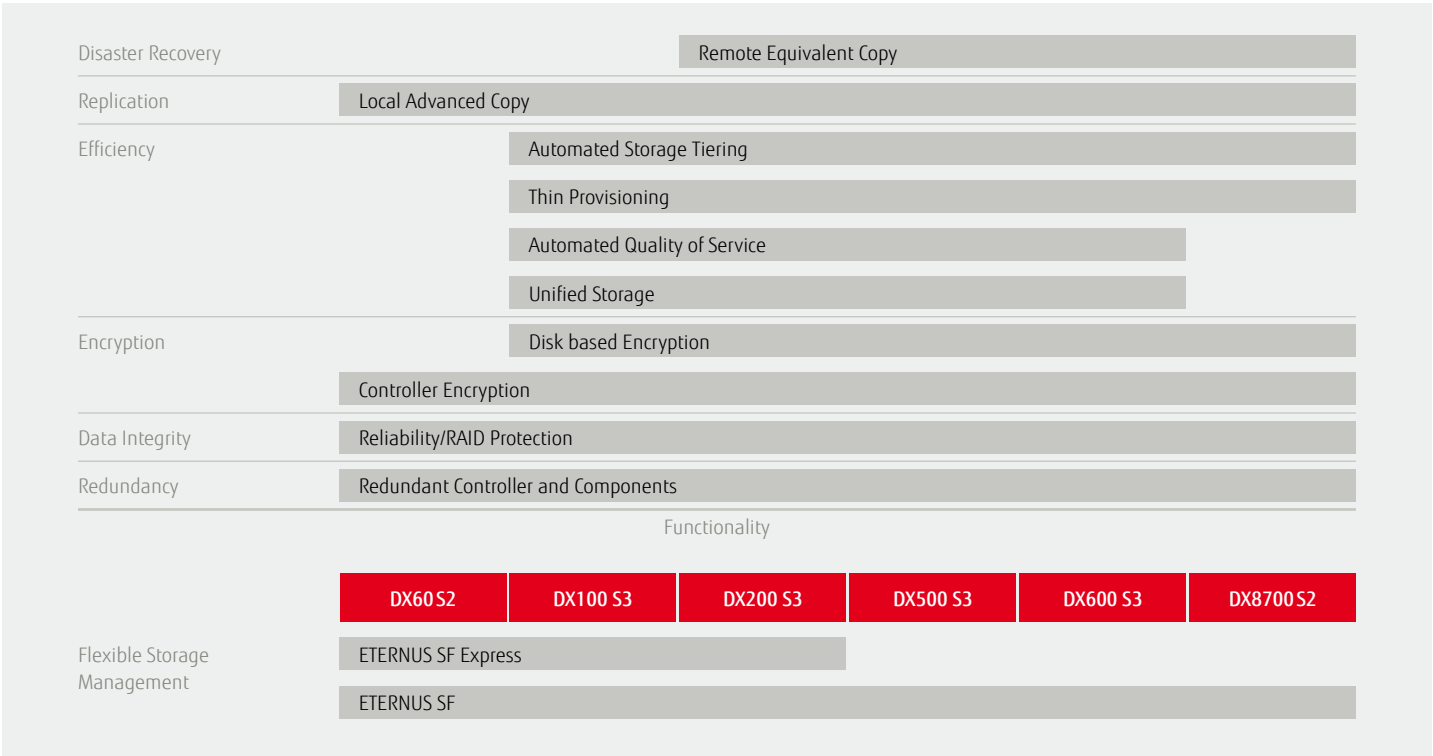 Disaster Recovery
Remote Equivalent Copy
Replication
Local Advanced Copy
Efficiency
Automated Storage Tiering
Thin Provisioning
Automated Quality of Service
Unified Storage
Encryption
Disk based Encryption
Controller Encryption
Data Integrity
Reliability/RAID Protection
Redundancy
Redundant Controller and Components
Functionality
DX60 S2
DX100 S3
DX200 S3
DX500 S3
DX600 S3
DX8700 S2
Flexible Storage
Management
ETERNUS SF Express
ETERNUS SF